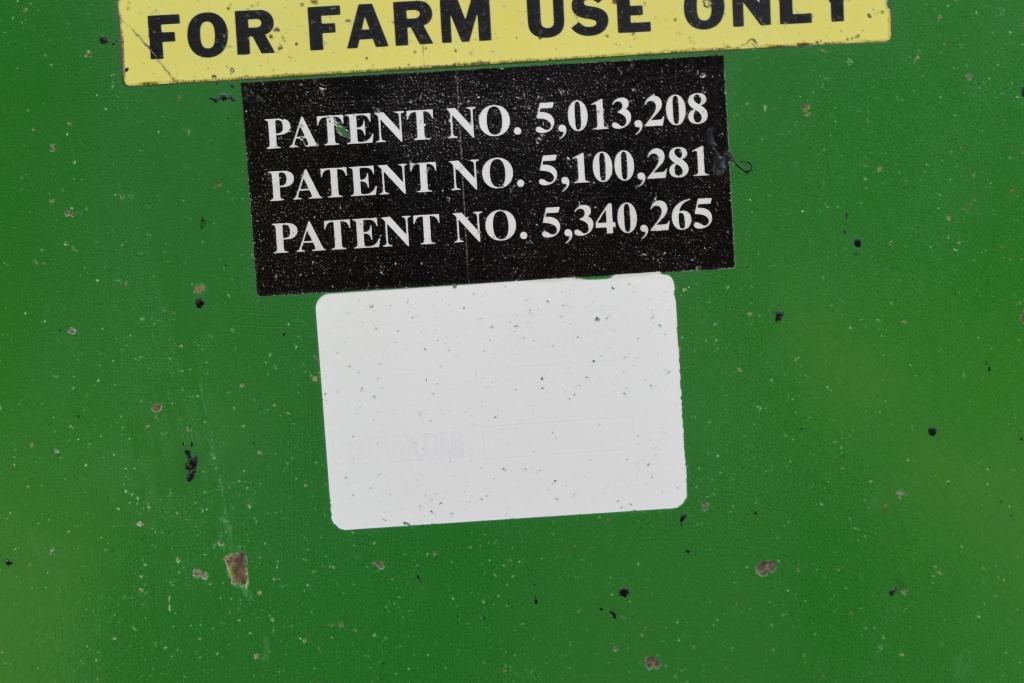 FOR FARM USE ONLY
PATENT NO. 5,013,208
PATENT NO. 5,100,281
PATENT NO. 5,340,265